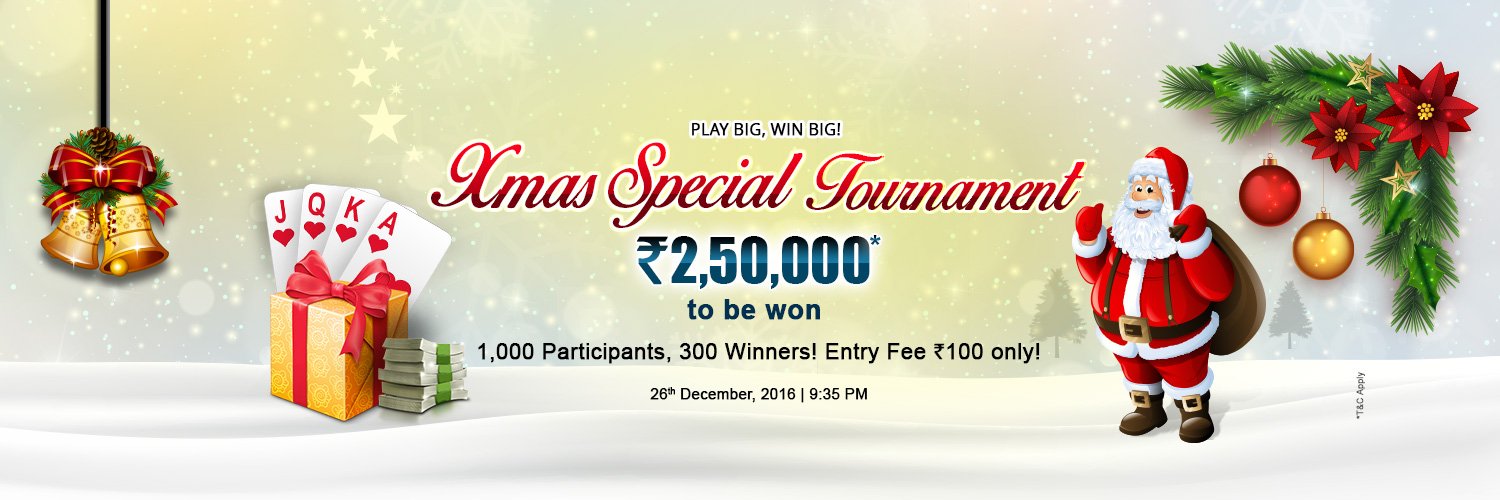 PLAY BIG, WIN BIG!
Xmas Special Tournament
₹2,50,000*
to be won
1,000 Participants, 300 Winners! Entry Fee ₹100 only!
26th December, 2016 | 9:35 PM
J Q K A
*T&C Apply